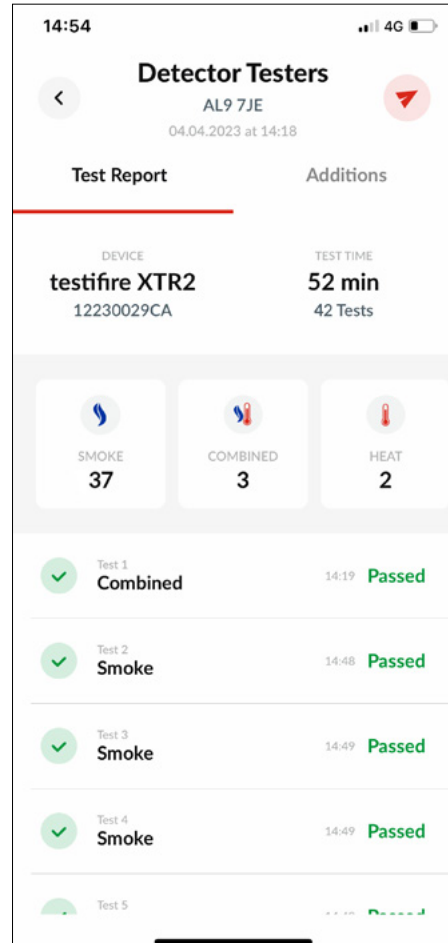 14:54 4G
Detector Testers
AL9 7JE
04.04.2023 at 14:18
Test Report Additions
DEVICE TEST TIME
testifire XTR2 52 min
12230029CA 42 Tests
SMOKE COMBINED HEAT
37 3 2
Test 1
Combined 14:19 Passed
Test 2
Smoke 14:48 Passed
Test 3
Smoke 14:49 Passed
Test 4
Smoke 14:49 Passed
Test 5